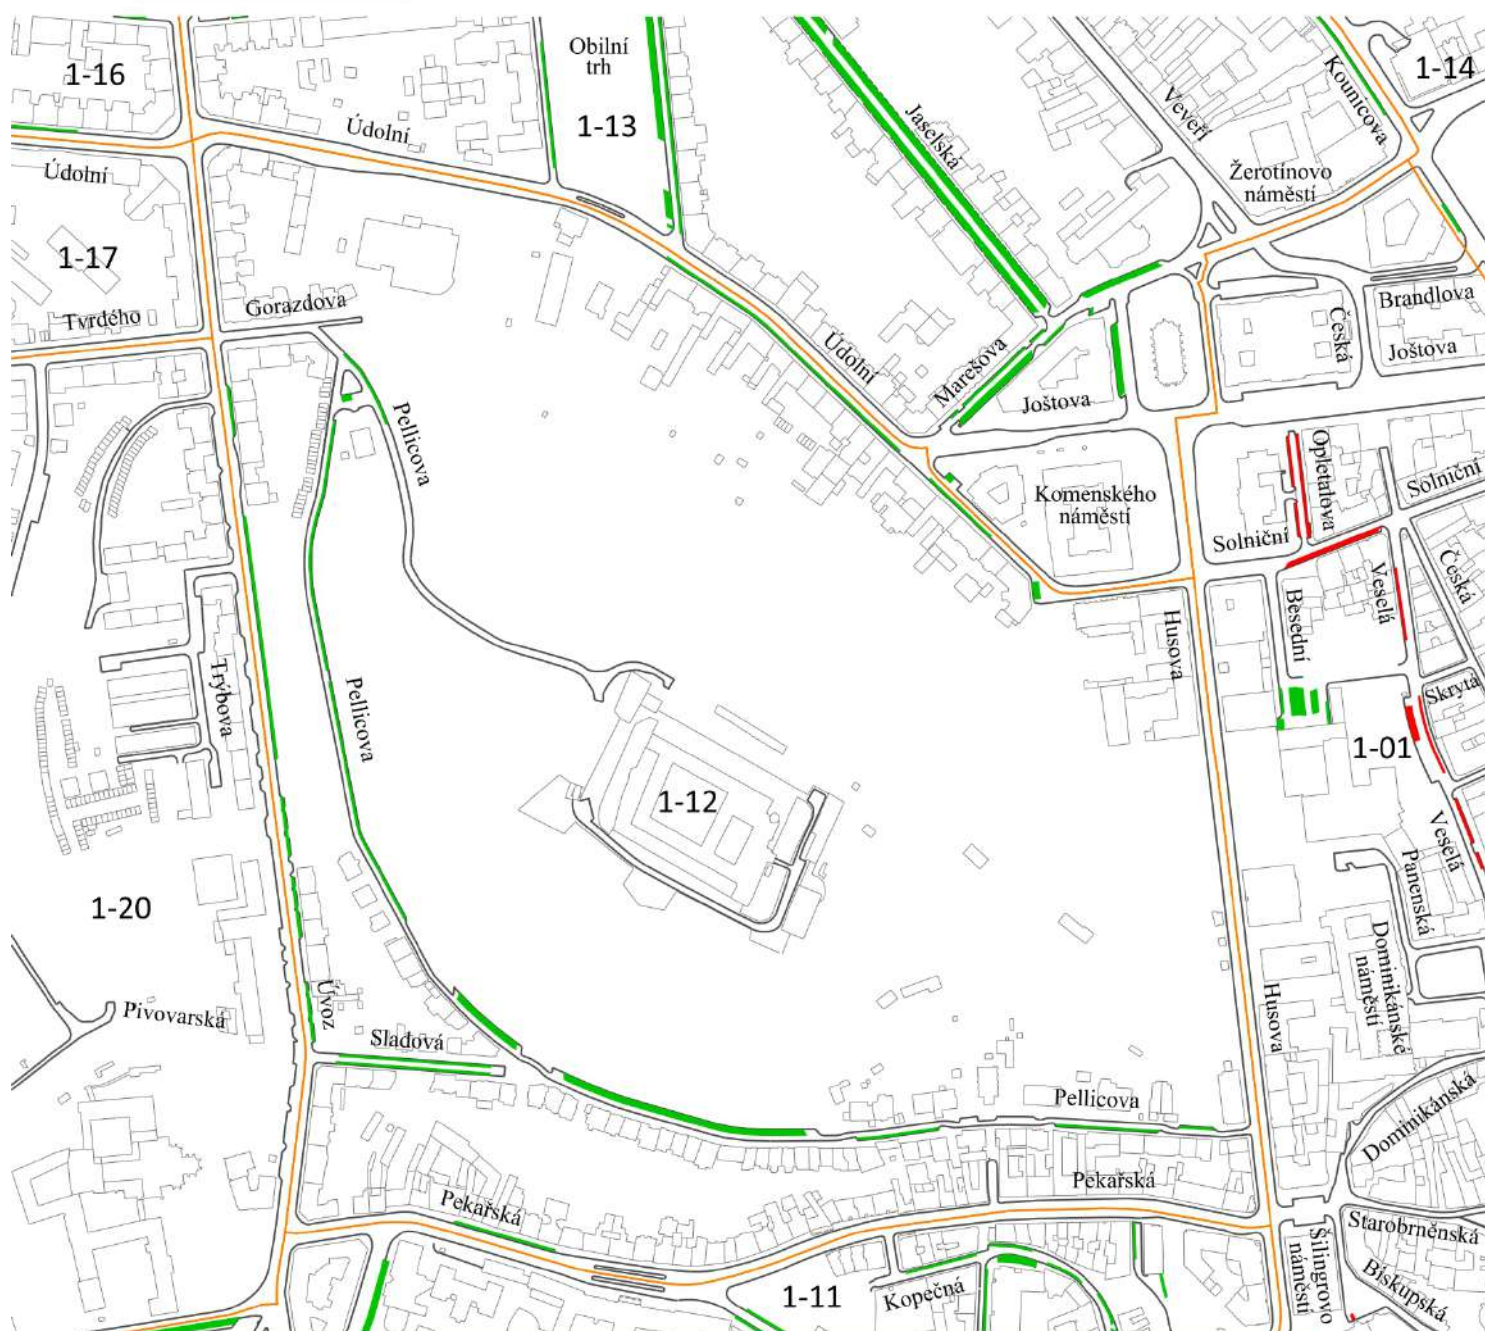 Obilní
trh
1-16
1-14
Kounicova
Veveří
Jaselská
1-13
Údolní
Údolní
Žerotínovo
náměstí
1-17
Gorazdova
Tvrdého
Brandlova
Česká
Joštova
Údolní
Marešova
Joštova
Pellicova
Opletalova
Solniční
Komenského
náměstí
Solniční
Česká
Veselá
Besední
Husova
Trýbova
Pellicova
Skrytá
1-01
1-12
Veselá
Panenská
1-20
Dominikánské
náměstí
Úvoz
Pivovarská
Husova
Sladová
Pellicova
Dominikánská
Pekařská
Pekařská
Starobrněnská
Šilingrovo
náměstí
Biskupská
1-11
Kopečná